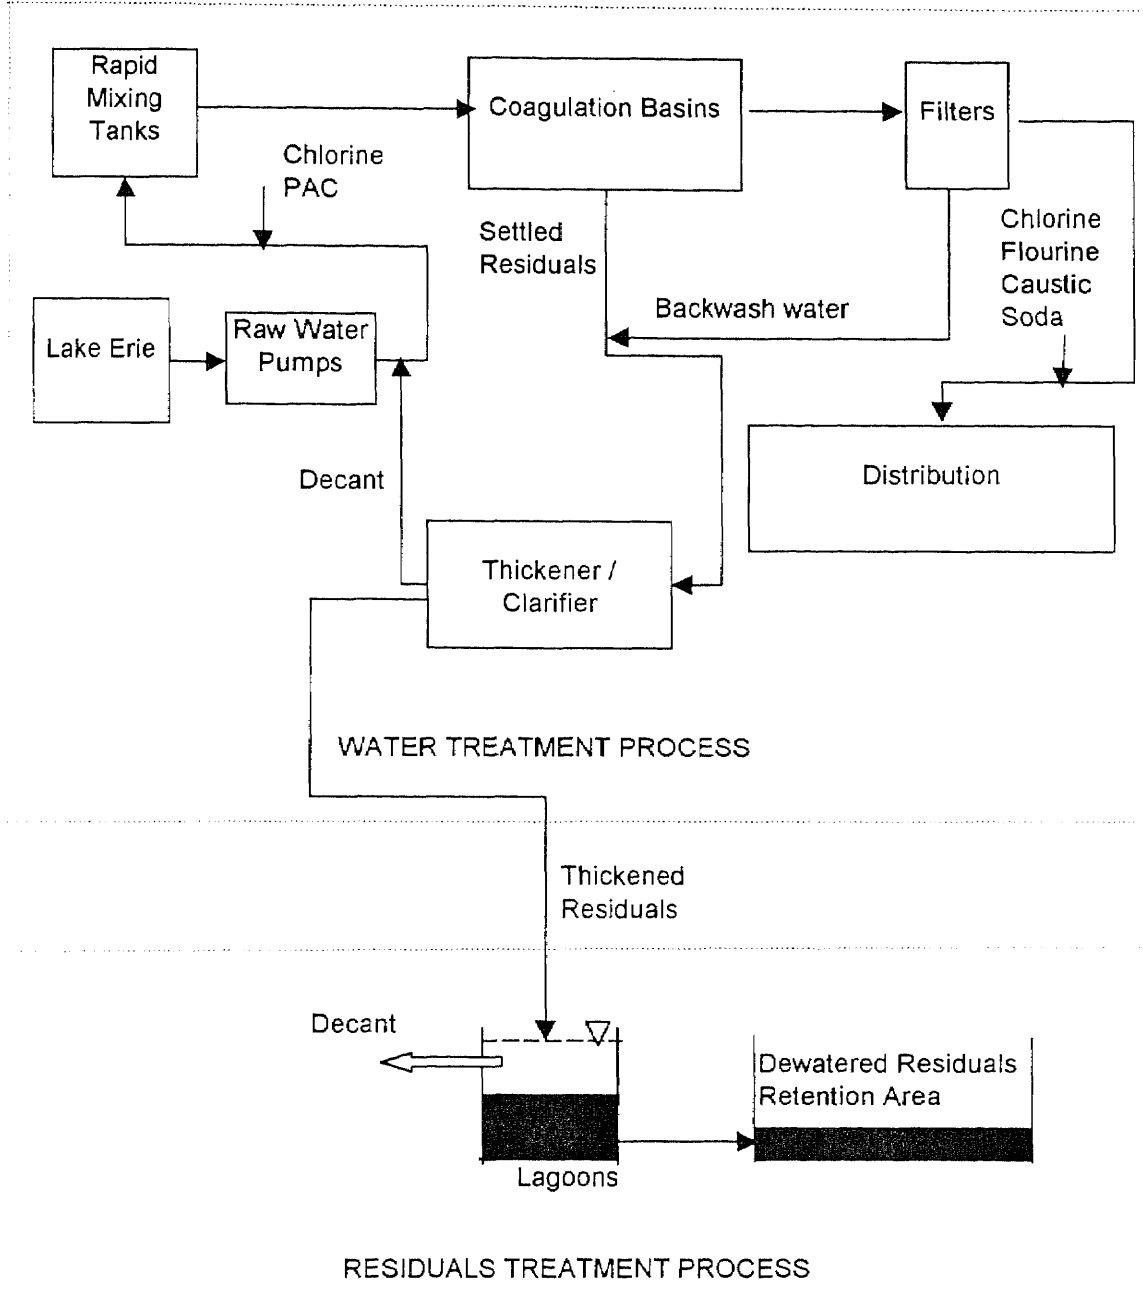 Rapid
Mixing
Tanks
Coagulation Basins
Filters
Chlorine
PAC
Settled
Residuals
Chlorine
Flourine
Caustic
Soda
Backwash water
Lake Erie
Raw Water
Pumps
Decant
Distribution
Thickener /
Clarifier
WATER TREATMENT PROCESS
Thickened
Residuals
Decant
Dewatered Residuals
Retention Area
Lagoons
RESIDUALS TREATMENT PROCESS